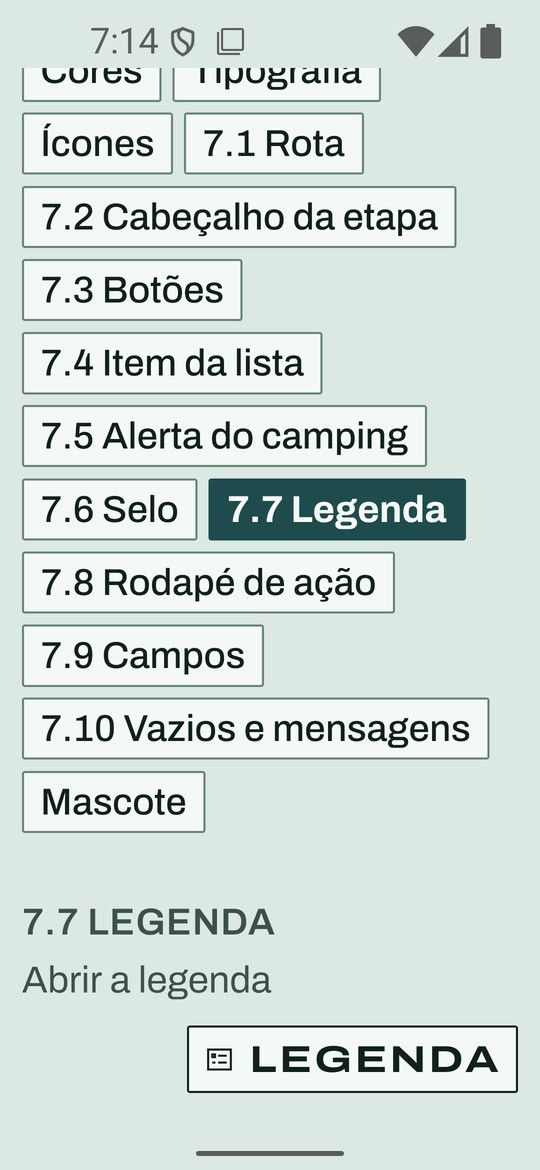 7:14
Cores Tipografia
Ícones 7.1 Rota
7.2 Cabeçalho da etapa
7.3 Botões
7.4 Item da lista
7.5 Alerta do camping
7.6 Selo 7.7 Legenda
7.8 Rodapé de ação
7.9 Campos
7.10 Vazios e mensagens
Mascote
7.7 LEGENDA
Abrir a legenda
LEGENDA